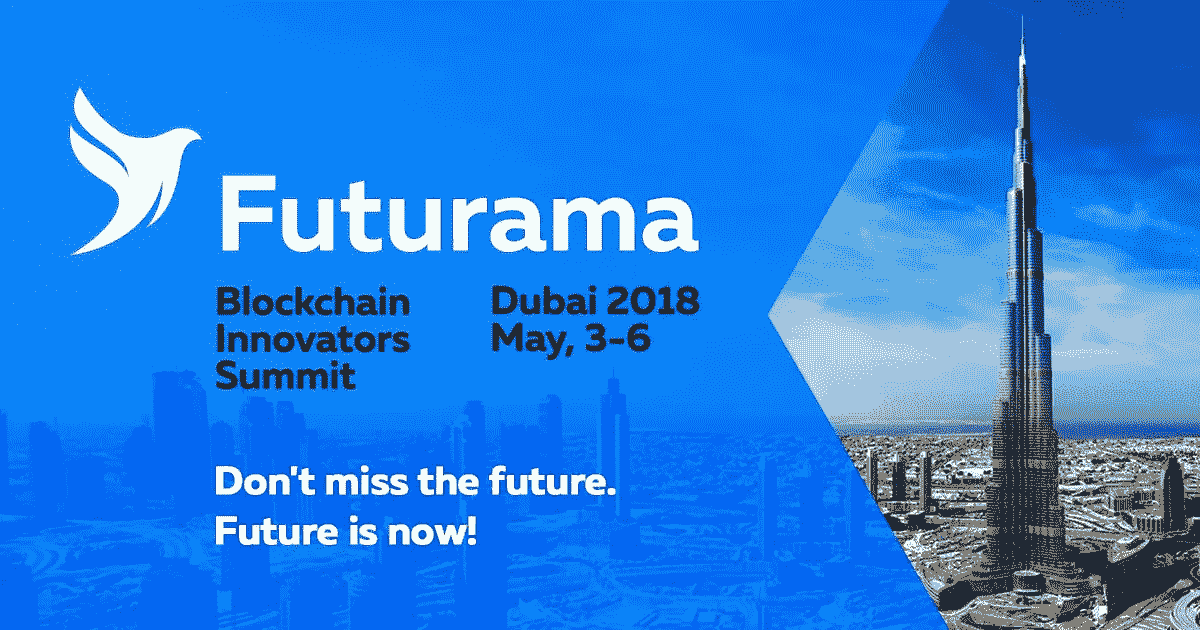 Futurama
Blockchain
Innovators
Summit
Dubai 2018
May, 3-6
Don't miss the future.
Future is now!